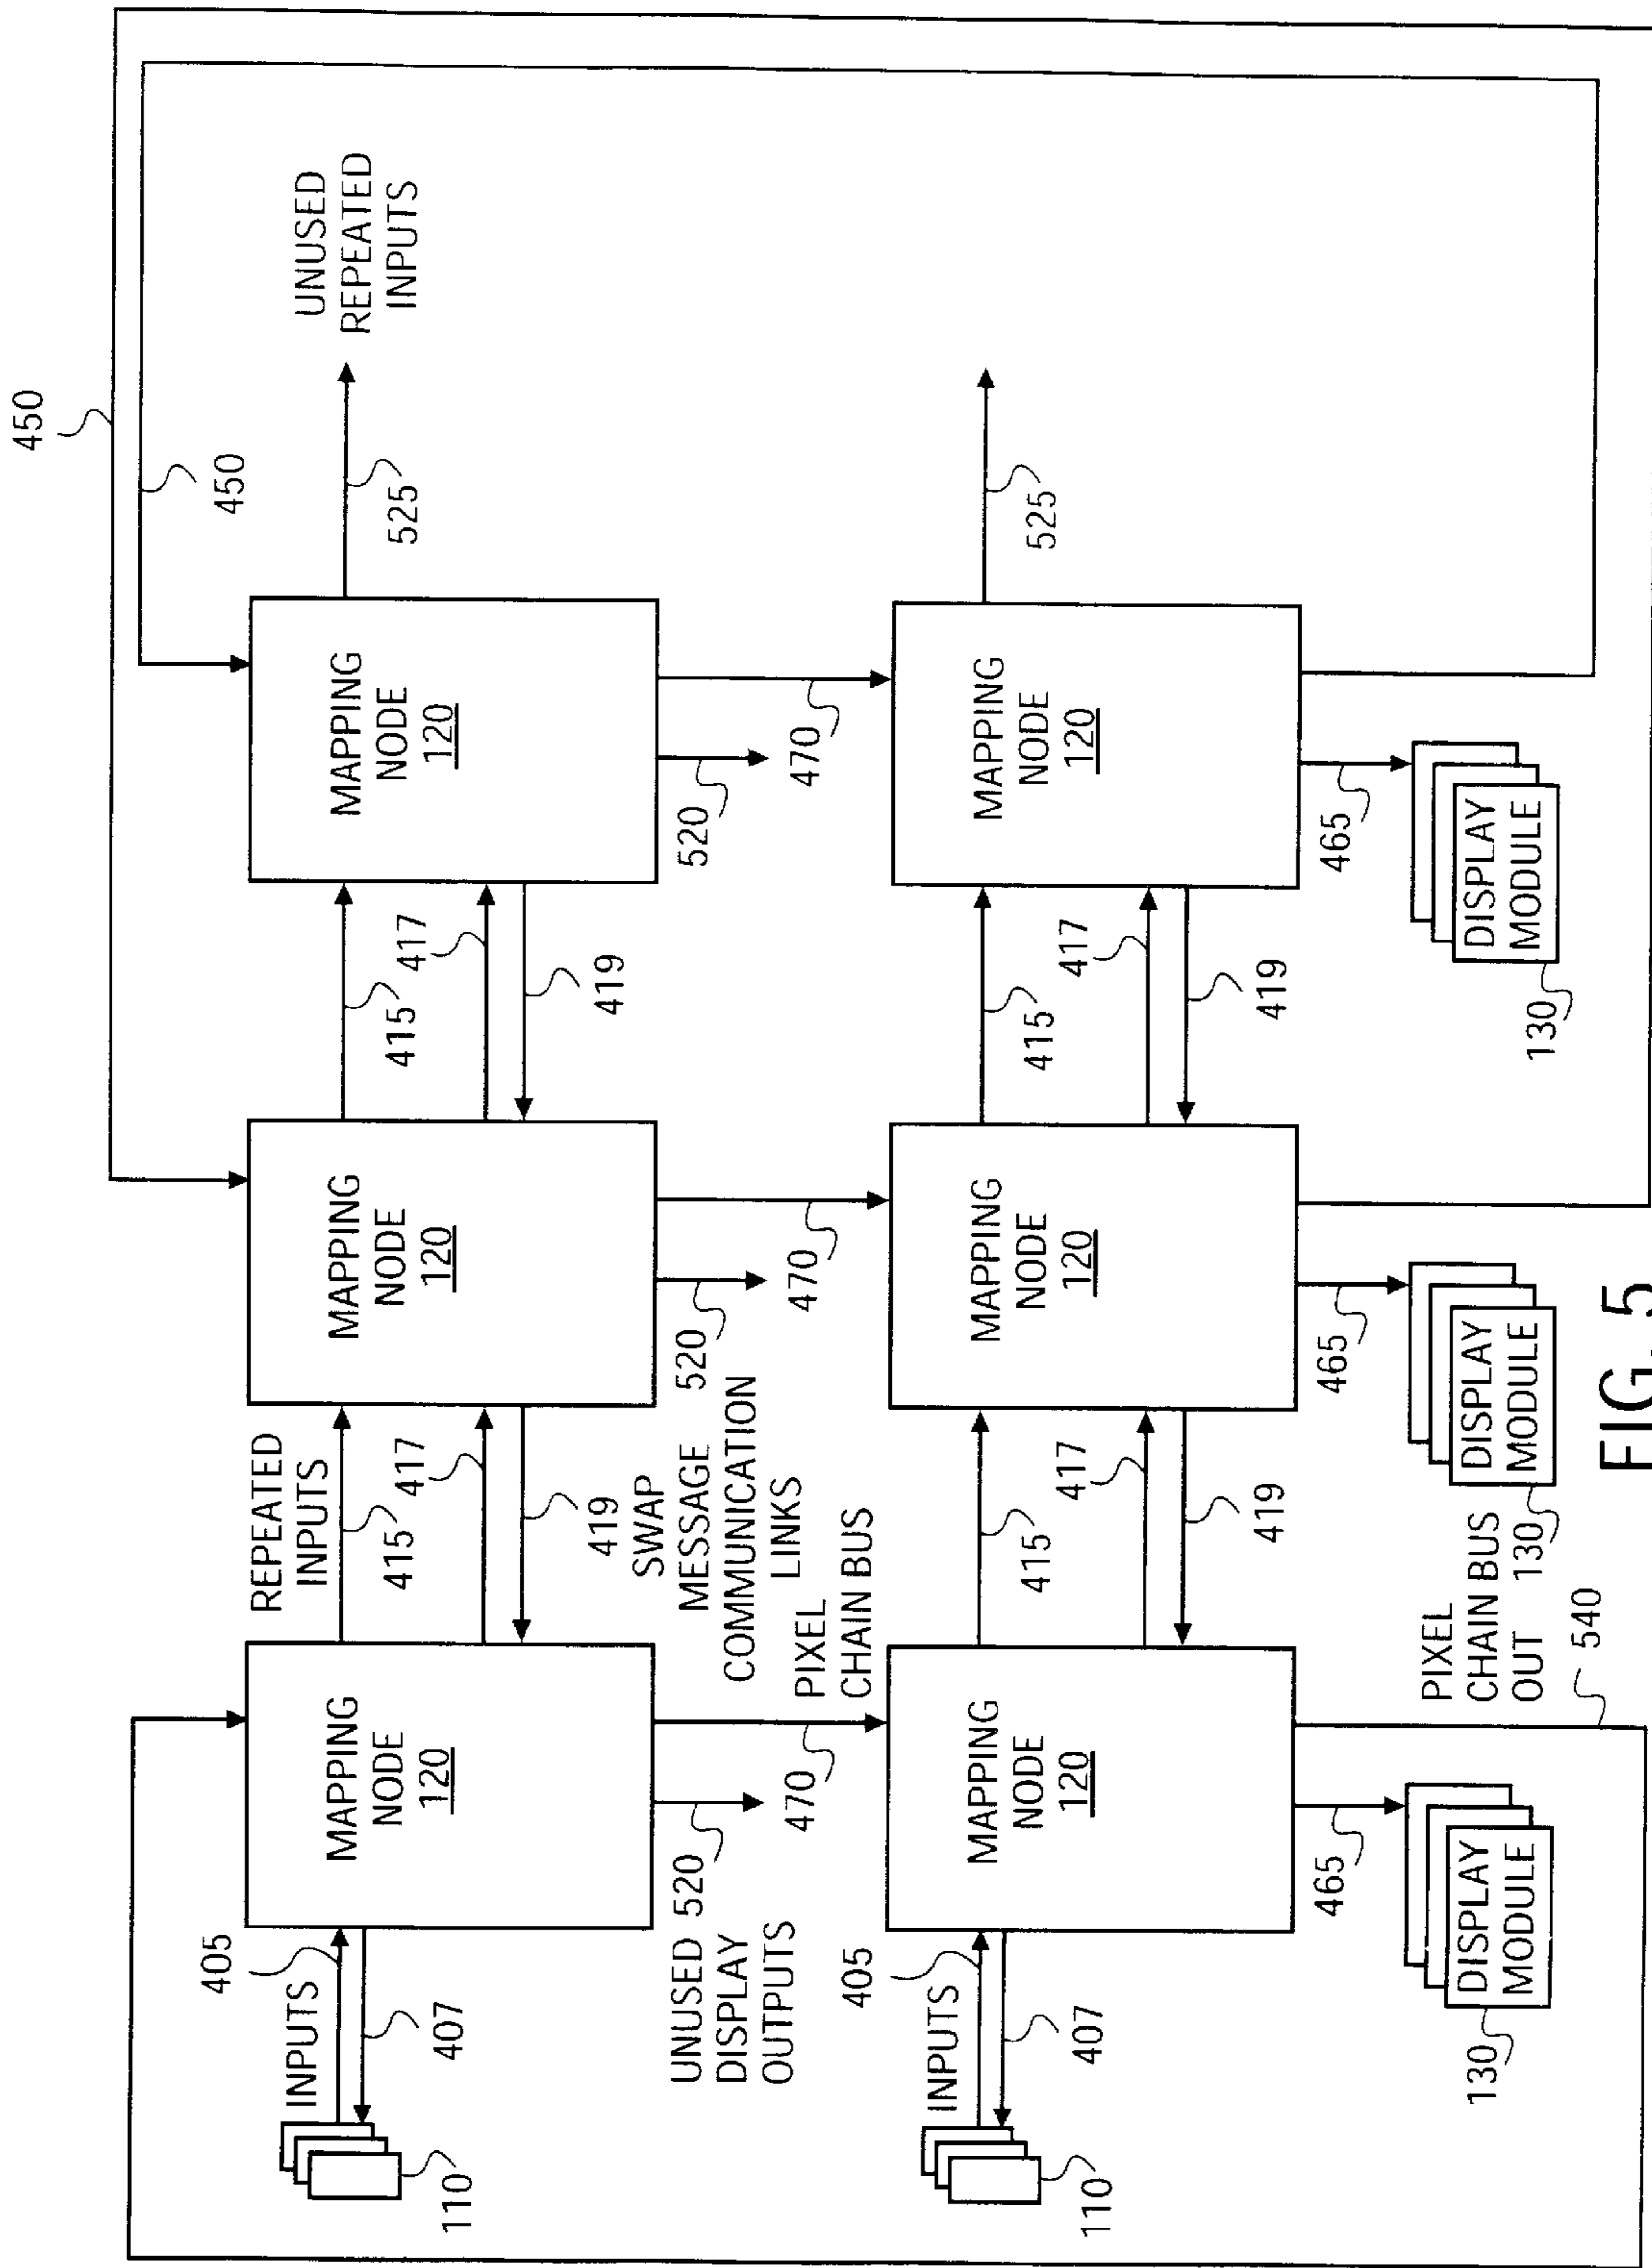 450
450
INPUTS
405
407
110
MAPPING
NODE
120
REPEATED
INPUTS
415
417
419
SWAP
MESSAGE
COMMUNICATION
LINKS
MAPPING
NODE
120
415
417
419
MAPPING
NODE
120
525
UNUSED
REPEATED
INPUTS
UNUSED
DISPLAY
OUTPUTS
520
470
PIXEL
CHAIN BUS
520
470
520
470
INPUTS
405
407
110
MAPPING
NODE
120
415
417
419
MAPPING
NODE
120
415
417
419
MAPPING
NODE
120
525
465
DISPLAY
MODULE
130
PIXEL
CHAIN BUS
OUT
540
465
DISPLAY
MODULE
130
465
DISPLAY
MODULE
130
FIG. 5